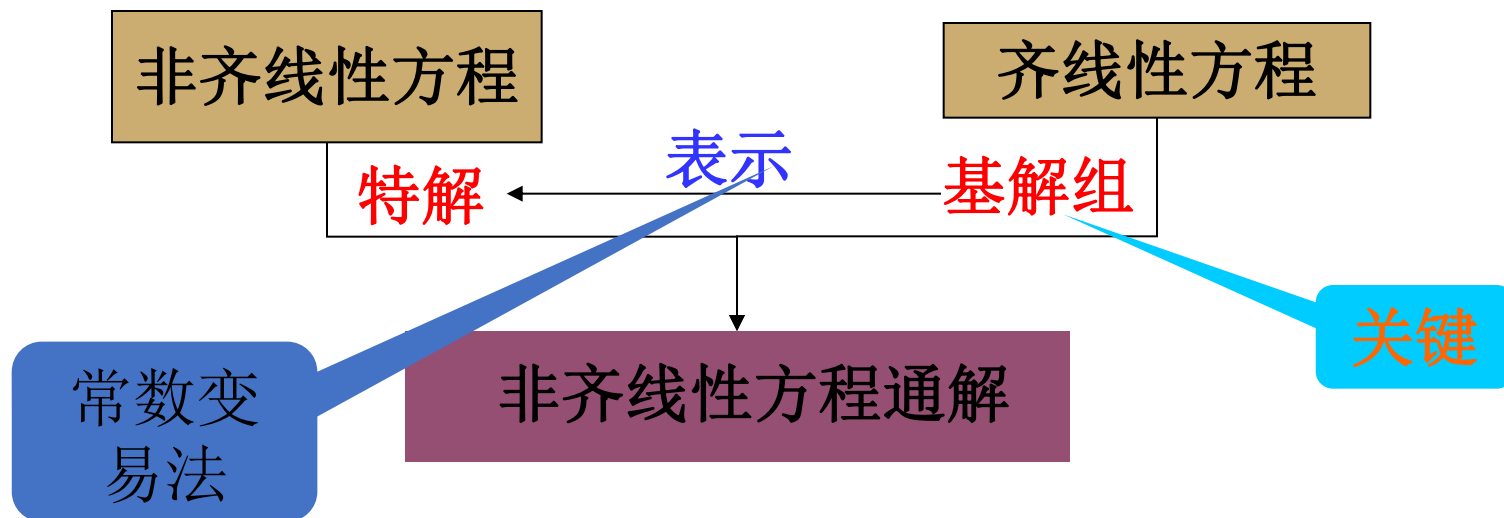 非齐线性方程
齐线性方程
表示
特解
基解组
关键
常数变
易法
非齐线性方程通解